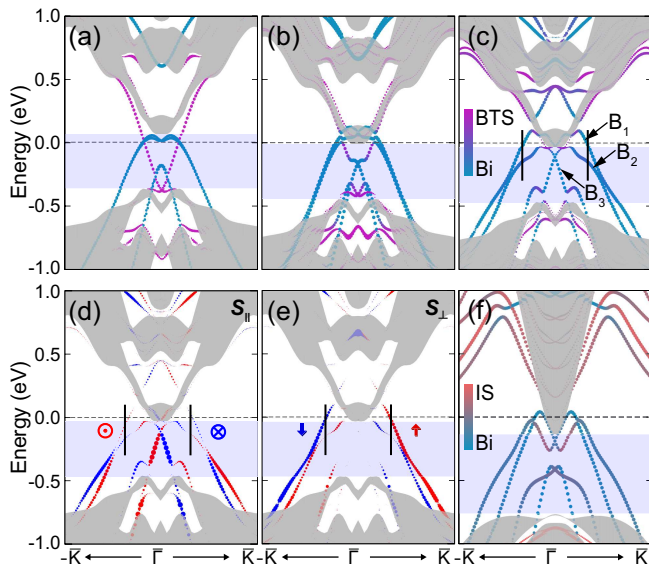 (a) (b) (c)
Energy (eV)
1.0
0.5
0.0
-0.5
-1.0
BTS
Bi
B1
B2
B3
(d) S∥ (e) S⊥ (f)
Energy (eV)
1.0
0.5
0.0
-0.5
-1.0
IS
Bi
-K̄ Γ̄ K̄ -K̄ Γ̄ K̄ -K̄ Γ̄ K̄